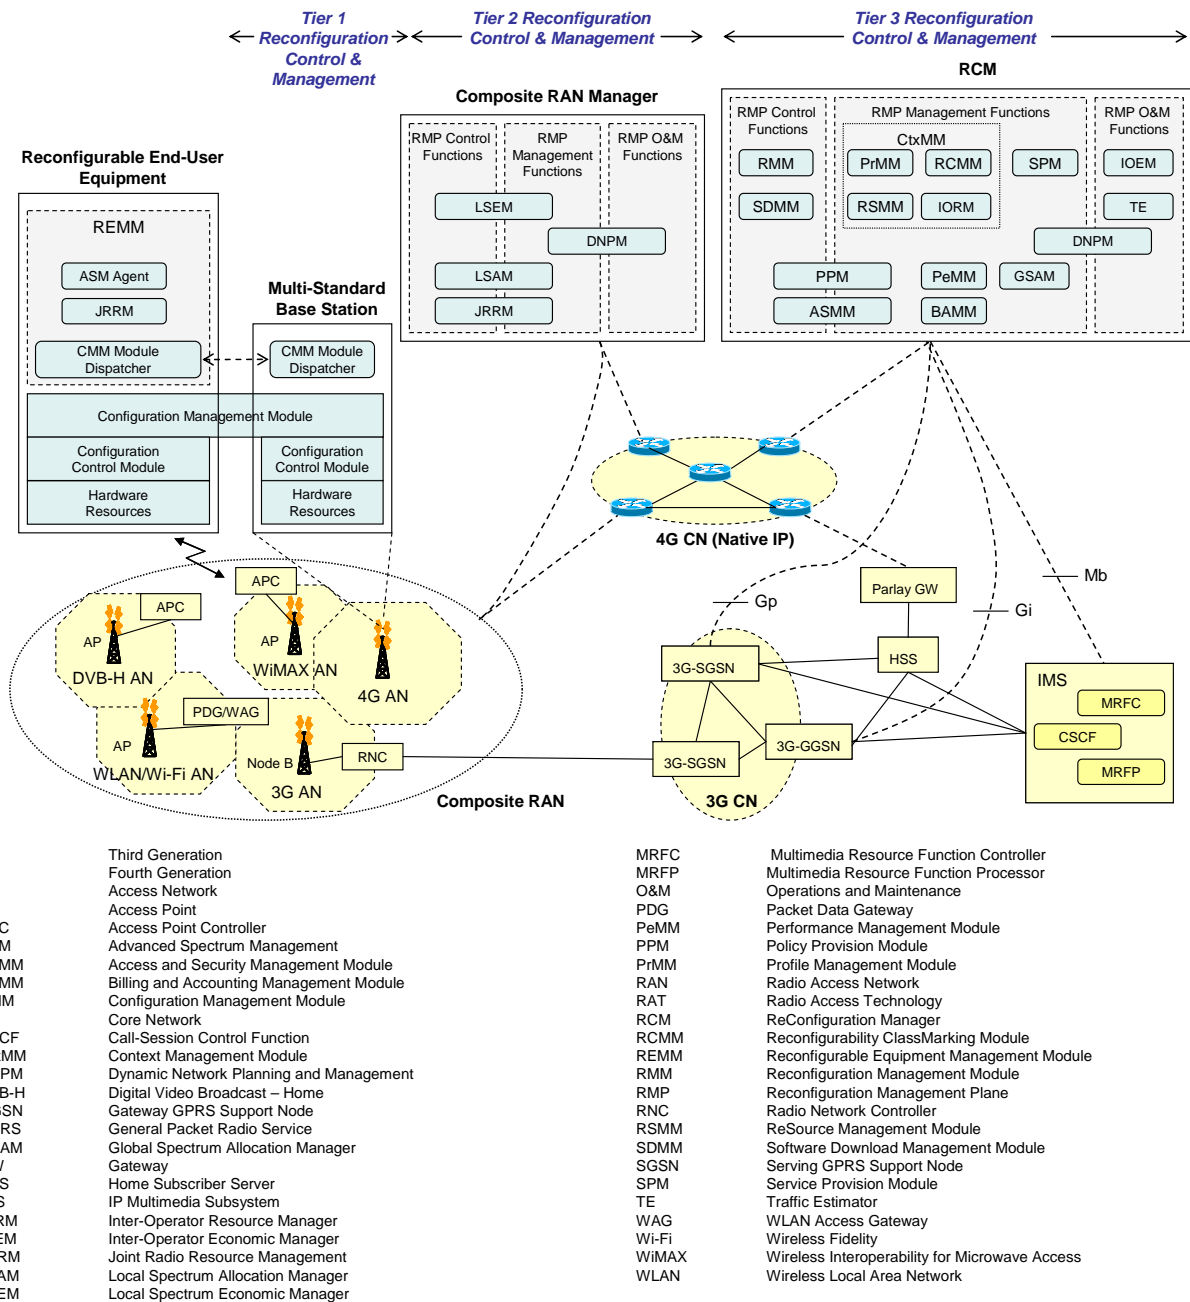 Tier 1
Reconfiguration
Control &
Management
Tier 2 Reconfiguration
Control & Management
Tier 3 Reconfiguration
Control & Management
RCM
Composite RAN Manager
Reconfigurable End-User
Equipment
Multi-Standard
Base Station
REMM
ASM Agent
JRRM
CMM Module
Dispatcher
CMM Module
Dispatcher
Configuration Management Module
Configuration
Control Module
Configuration
Control Module
Hardware
Resources
Hardware
Resources
RMP Control
Functions
RMP
Management
Functions
RMP O&M
Functions
LSEM
DNPM
LSAM
JRRM
RMP Control
Functions
RMP Management Functions
RMP O&M
Functions
CtxMM
RMM
PrMM
RCMM
SPM
IOEM
SDMM
RSMM
IORM
TE
DNPM
PPM
PeMM
GSAM
ASMM
BAMM
4G CN (Native IP)
Mb
Gp
Gi
Parlay GW
HSS
3G-SGSN
3G-SGSN
3G-GGSN
3G CN
IMS
MRFC
CSCF
MRFP
APC
APC
AP
AP
WiMAX AN
DVB-H AN
4G AN
PDG/WAG
AP
WLAN/Wi-Fi AN
Node B
RNC
3G AN
Composite RAN
Third Generation
Fourth Generation
Access Network
Access Point
C Access Point Controller
M Advanced Spectrum Management
MM Access and Security Management Module
MM Billing and Accounting Management Module
M Configuration Management Module
Core Network
CF Call-Session Control Function
MM Context Management Module
PM Dynamic Network Planning and Management
B-H Digital Video Broadcast – Home
SN Gateway GPRS Support Node
RS General Packet Radio Service
AM Global Spectrum Allocation Manager
Gateway
S Home Subscriber Server
S IP Multimedia Subsystem
RM Inter-Operator Resource Manager
EM Inter-Operator Economic Manager
RM Joint Radio Resource Management
AM Local Spectrum Allocation Manager
EM Local Spectrum Economic Manager
MRFC Multimedia Resource Function Controller
MRFP Multimedia Resource Function Processor
O&M Operations and Maintenance
PDG Packet Data Gateway
PeMM Performance Management Module
PPM Policy Provision Module
PrMM Profile Management Module
RAN Radio Access Network
RAT Radio Access Technology
RCM ReConfiguration Manager
RCMM Reconfigurability ClassMarking Module
REMM Reconfigurable Equipment Management Module
RMM Reconfiguration Management Module
RMP Reconfiguration Management Plane
RNC Radio Network Controller
RSMM ReSource Management Module
SDMM Software Download Management Module
SGSN Serving GPRS Support Node
SPM Service Provision Module
TE Traffic Estimator
WAG WLAN Access Gateway
Wi-Fi Wireless Fidelity
WiMAX Wireless Interoperability for Microwave Access
WLAN Wireless Local Area Network